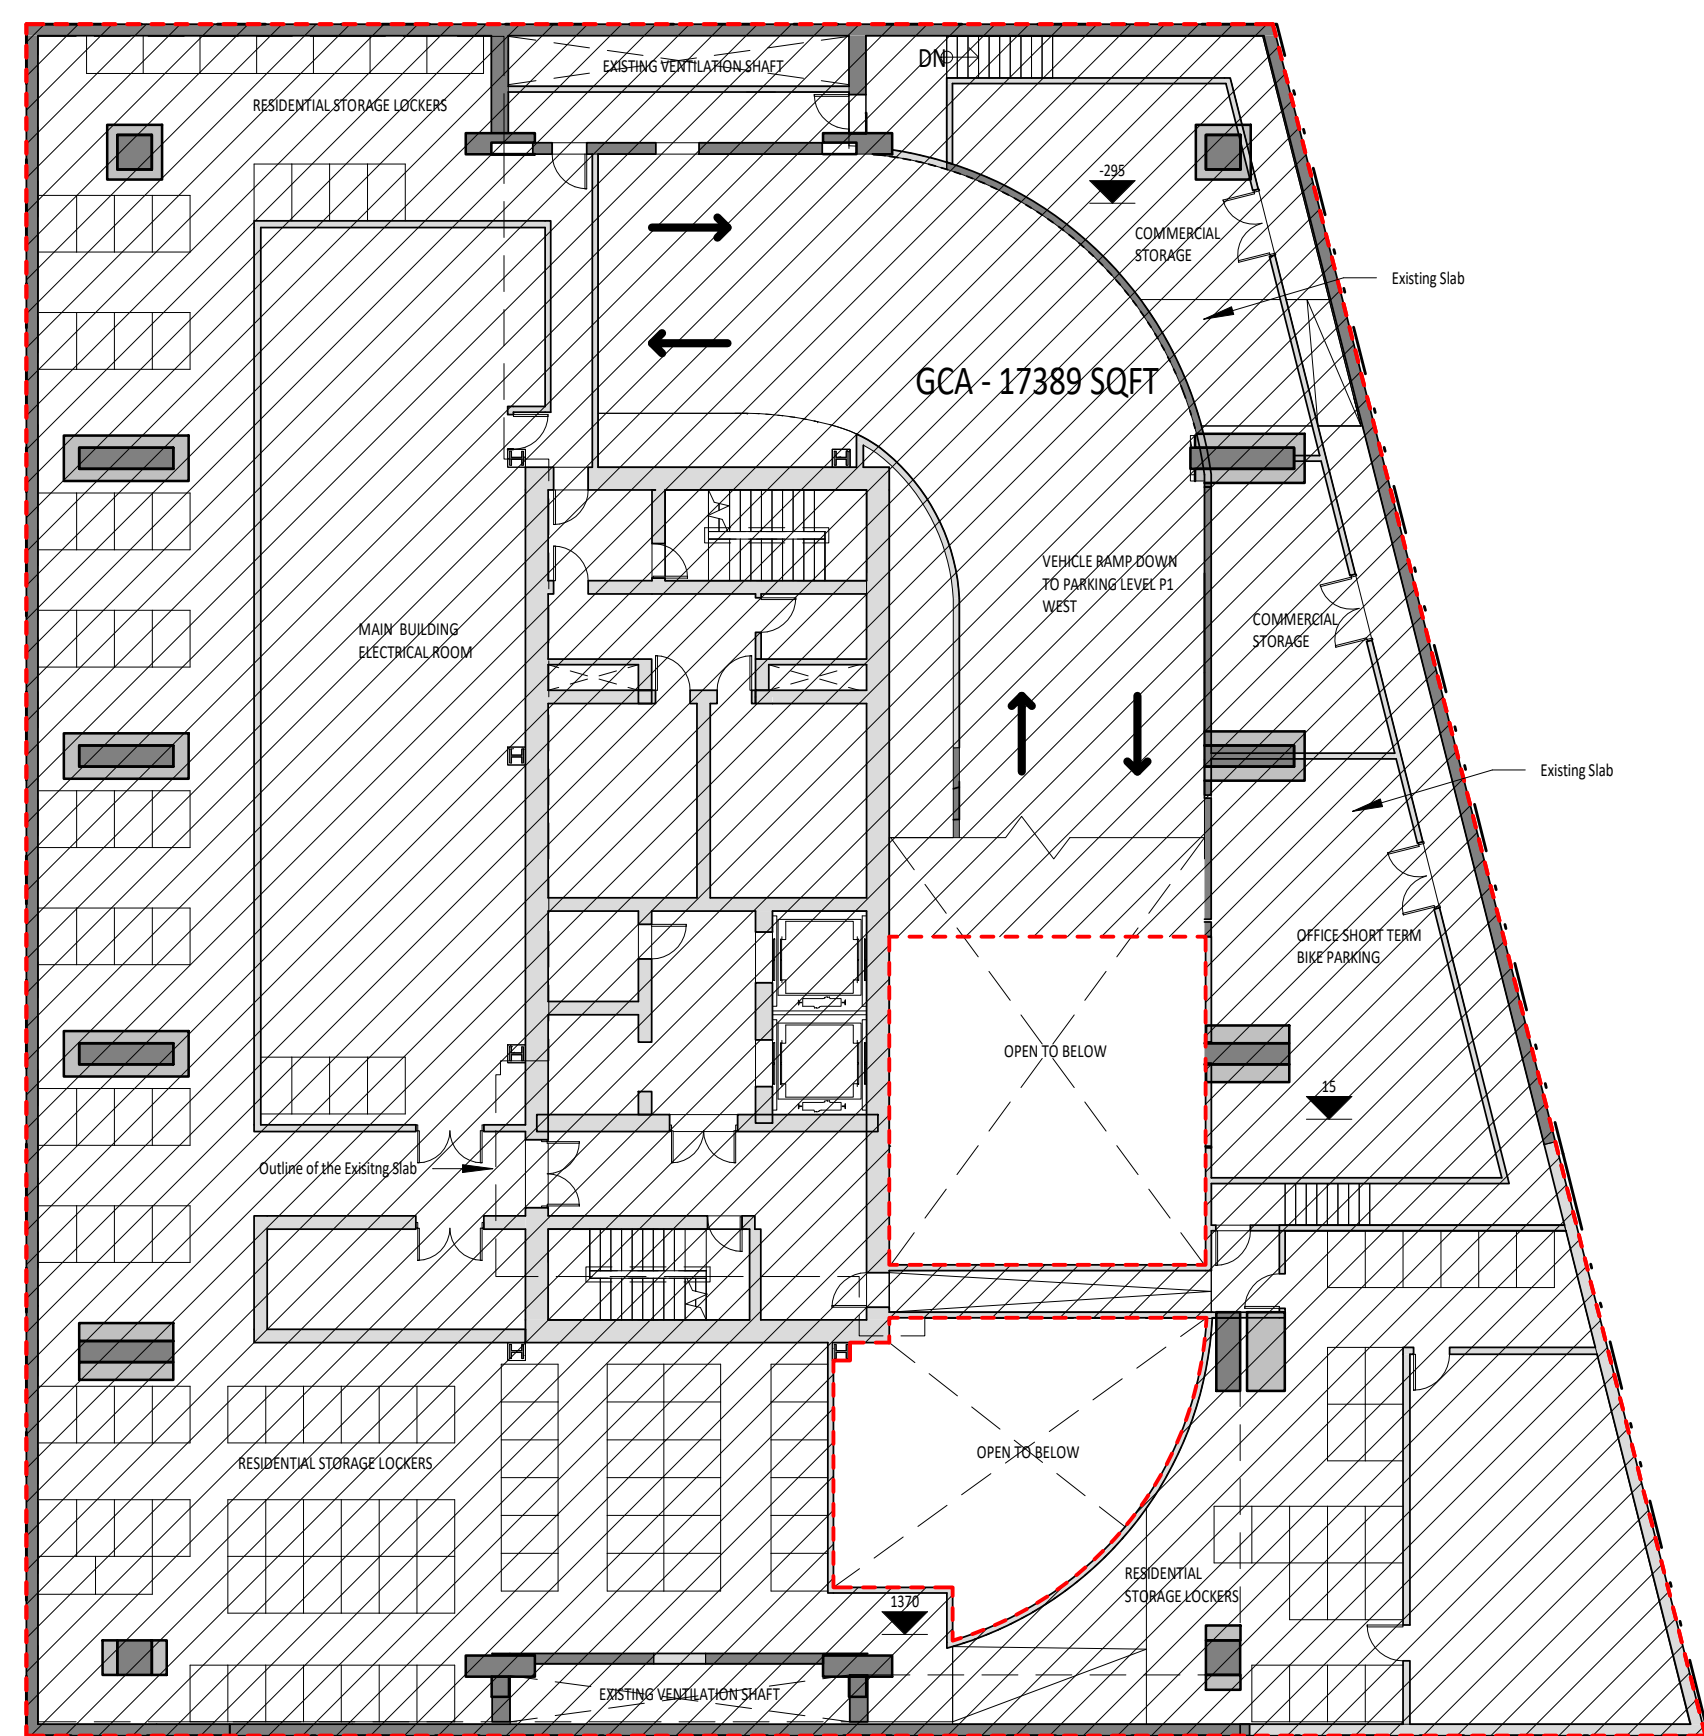 EXISTING VENTILATION SHAFT
DN
RESIDENTIAL STORAGE LOCKERS
-295
COMMERCIAL
STORAGE
Existing Slab
GCA - 17389 SQFT
VEHICLE RAMP DOWN
TO PARKING LEVEL P1
WEST
MAIN BUILDING
ELECTRICAL ROOM
COMMERCIAL
STORAGE
Existing Slab
OFFICE SHORT TERM
BIKE PARKING
OPEN TO BELOW
15
Outline of the Exisitng Slab
OPEN TO BELOW
RESIDENTIAL STORAGE LOCKERS
RESIDENTIAL
STORAGE LOCKERS
1370
EXISTING VENTILATION SHAFT